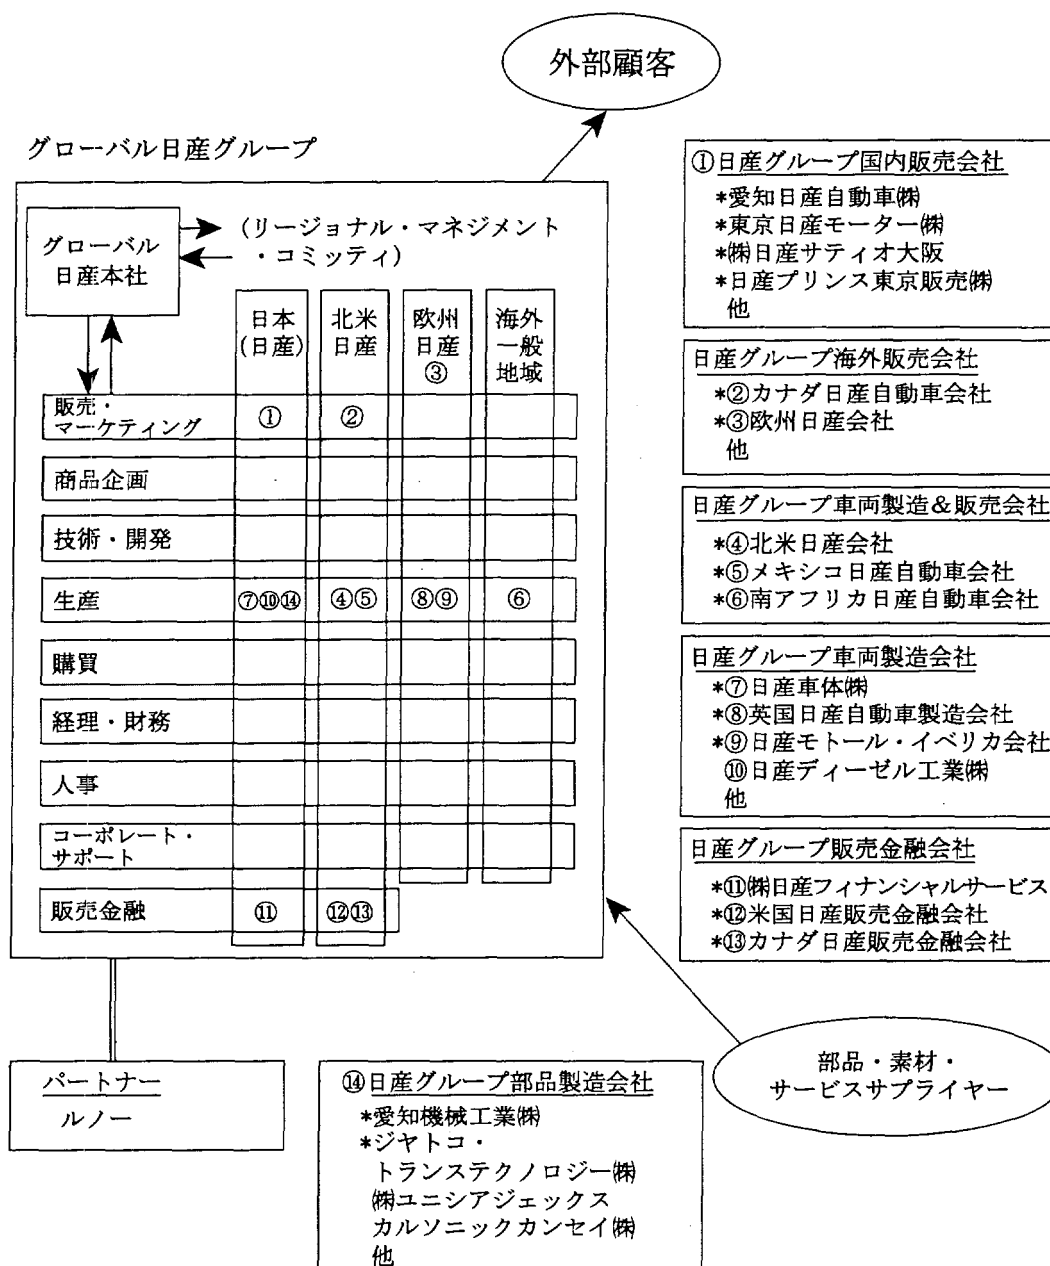 外部顧客
グローバル日産グループ
グローバル
日産本社
(リージョナル・マネジメント
・コミッティ)
日本
(日産)
北米
日産
欧州
日産
③
海外
一般
地域
販売・
マーケティング
① ②
商品企画
技術・開発
生産 ⑦⑩⑭ ④⑤ ⑧⑨ ⑥
購買
経理・財務
人事
コーポレート・
サポート
販売金融 ⑪ ⑫⑬
①日産グループ国内販売会社
*愛知日産自動車㈱
*東京日産モーター㈱
*㈱日産サティオ大阪
*日産プリンス東京販売㈱
他
日産グループ海外販売会社
*②カナダ日産自動車会社
*③欧州日産会社
他
日産グループ車両製造&販売会社
*④北米日産会社
*⑤メキシコ日産自動車会社
*⑥南アフリカ日産自動車会社
日産グループ車両製造会社
*⑦日産車体㈱
*⑧英国日産自動車製造会社
*⑨日産モトール・イベリカ会社
⑩日産ディーゼル工業㈱
他
日産グループ販売金融会社
*⑪㈱日産フィナンシャルサービス
*⑫米国日産販売金融会社
*⑬カナダ日産販売金融会社
パートナー
ルノー
⑭日産グループ部品製造会社
*愛知機械工業㈱
*ジヤトコ・
トランステクノロジー㈱
㈱ユニシアジェックス
カルソニックカンセイ㈱
他
部品・素材・
サービスサプライヤー